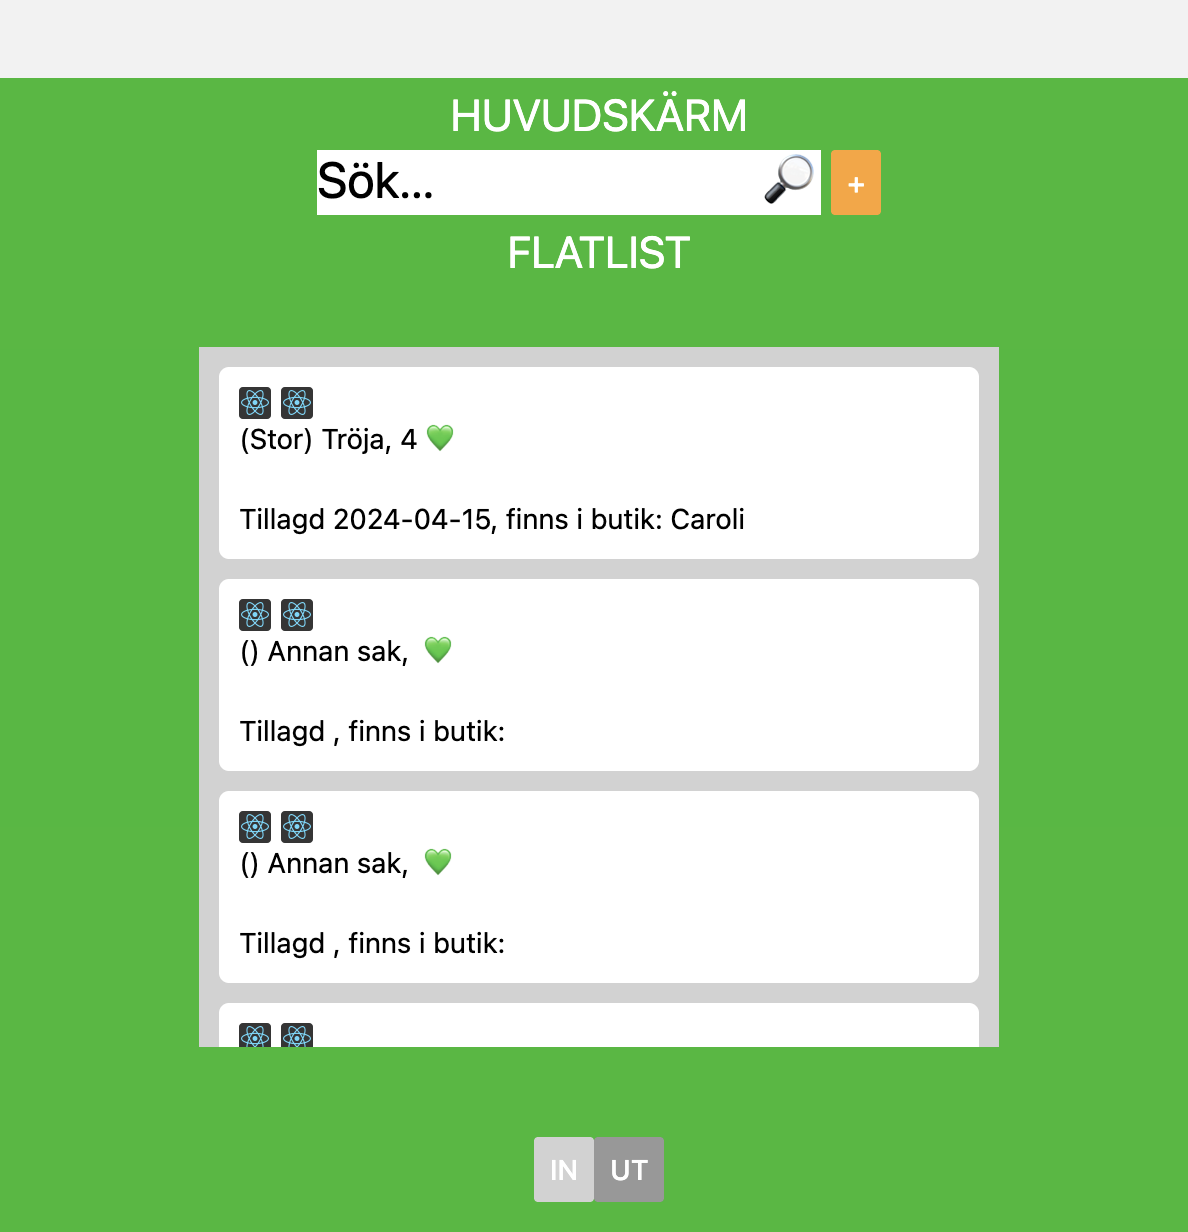 HUVUDSKÄRM
Sök... 🔎 +
FLATLIST
(Stor) Tröja, 4 💚
Tillagd 2024-04-15, finns i butik: Caroli
() Annan sak, 💚
Tillagd , finns i butik:
() Annan sak, 💚
Tillagd , finns i butik:
IN UT